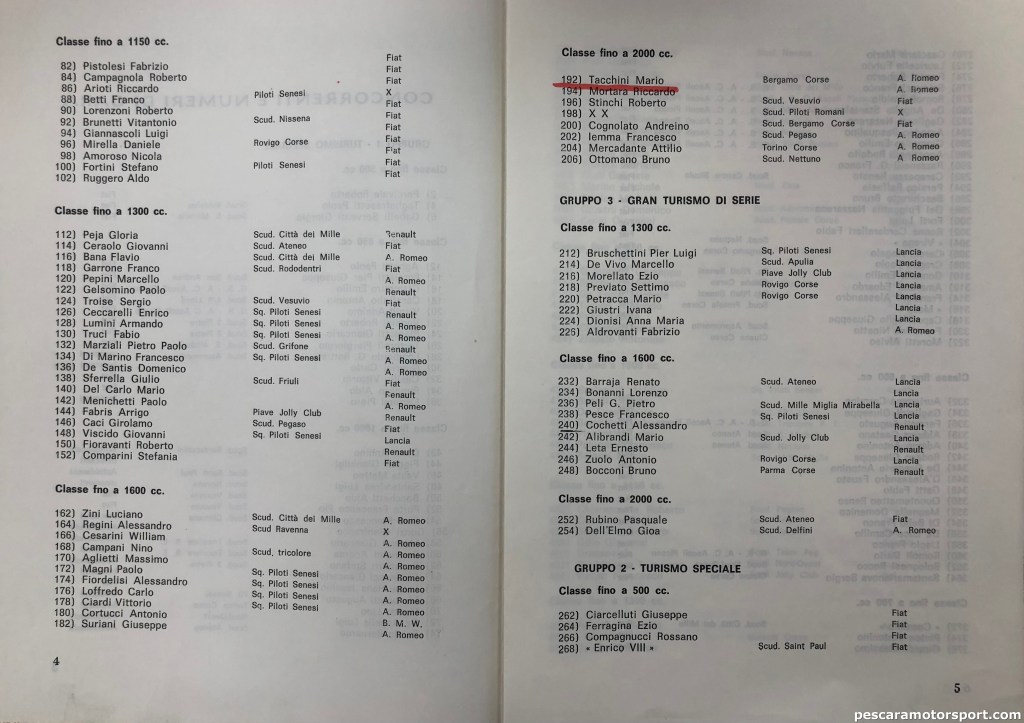 Classe fino a 1150 cc.
82) Pistolesi Fabrizio Fiat
84) Campagnola Roberto Fiat
86) Arioti Riccardo Fiat
88) Betti Franco Piloti Senesi X
90) Lorenzoni Roberto Fiat
92) Brunetti Vitantonio Scud. Nissena Fiat
94) Giannascoli Luigi Fiat
96) Mirella Daniele Rovigo Corse Fiat
98) Amoroso Nicola Fiat
100) Fortini Stefano Piloti Senesi Fiat
102) Ruggero Aldo Fiat
Classe fino a 1300 cc.
112) Peja Gloria Scud. Città dei Mille Renault
114) Ceraolo Giovanni Scud. Ateneo Fiat
116) Bana Flavio Scud. Città dei Mille A. Romeo
118) Garrone Franco Scud. Rododentri Fiat
120) Pepini Marcello A. Romeo
122) Gelsomino Paolo Renault
124) Troise Sergio Scud. Vesuvio Fiat
126) Ceccarelli Enrico Sq. Piloti Senesi Renault
128) Lumini Armando Sq. Piloti Senesi A. Romeo
130) Truci Fabio Sq. Piloti Senesi A. Romeo
132) Marziali Pietro Paolo Scud. Grifone Renault
134) Di Marino Francesco Sq. Piloti Senesi A. Romeo
136) De Santis Domenico A. Romeo
138) Sferrella Giulio Scud. Friuli Fiat
140) Del Carlo Mario Renault
142) Menichetti Paolo A. Romeo
144) Fabris Arrigo Piave Jolly Club Renault
146) Caci Girolamo Scud. Pegaso Fiat
148) Viscido Giovanni Sq. Piloti Senesi Lancia
150) Fioravanti Roberto Renault
152) Comparini Stefania Fiat
Classe fno a 1600 cc.
162) Zini Luciano Scud. Città dei Mille A. Romeo
164) Regini Alessandro Scud Ravenna X
166) Cesarini William A. Romeo
168) Campani Nino Scud. tricolore A. Romeo
170) Aglietti Massimo A. Romeo
172) Magni Paolo Sq. Piloti Senesi A. Romeo
174) Fiordelisi Alessandro Sq. Piloti Senesi A. Romeo
176) Loffredo Carlo Sq. Piloti Senesi A. Romeo
178) Ciardi Vittorio Sq. Piloti Senesi A. Romeo
180) Cortucci Antonio B. M. W.
182) Suriani Giuseppe A. Romeo
4
Classe fino a 2000 cc.
192) Tacchini Mario Bergamo Corse A. Romeo
194) Mortara Riccardo A. Romeo
196) Stinchi Roberto Scud. Vesuvio Fiat
198) X X Scud. Piloti Romani X
200) Cognolato Andreino Scud. Bergamo Corse Fiat
202) Iemma Francesco Scud. Pegaso A. Romeo
204) Mercadante Attilio Torino Corse A. Romeo
206) Ottomano Bruno Scud. Nettuno A. Romeo
GRUPPO 3 - GRAN TURISMO DI SERIE
Classe fino a 1300 cc.
212) Bruschettini Pier Luigi Sq. Piloti Senesi Lancia
214) De Vivo Marcello Scud. Apulia Lancia
216) Morellato Ezio Piave Jolly Club Lancia
218) Previato Settimo Rovigo Corse Lancia
220) Petracca Mario Rovigo Corse Lancia
222) Giustri Ivana Lancia
224) Dionisi Anna Maria Lancia
225) Aldrovanti Fabrizio A. Romeo
Classe fino a 1600 cc.
232) Barraja Renato Scud. Ateneo Lancia
234) Bonanni Lorenzo Lancia
236) Peli G. Pietro Scud. Mille Miglia Mirabella Lancia
238) Pesce Francesco Sq. Piloti Senesi Lancia
240) Cochetti Alessandro Renault
242) Alibrandi Mario Scud. Jolly Club Lancia
244) Leta Ernesto Renault
246) Zuolo Antonio Rovigo Corse Lancia
248) Bocconi Bruno Parma Corse Renault
Classe fino a 2000 cc.
252) Rubino Pasquale Scud. Ateneo Fiat
254) Dell'Elmo Gioa Scud. Delfini A. Romeo
GRUPPO 2 - TURISMO SPECIALE
Classe fino a 500 cc.
262) Ciarcelluti Giuseppe Fiat
264) Ferragina Ezio Fiat
266) Compagnucci Rossano Fiat
268) « Enrico VIII » Scud. Saint Paul Fiat
5
pescaramotorsport.com